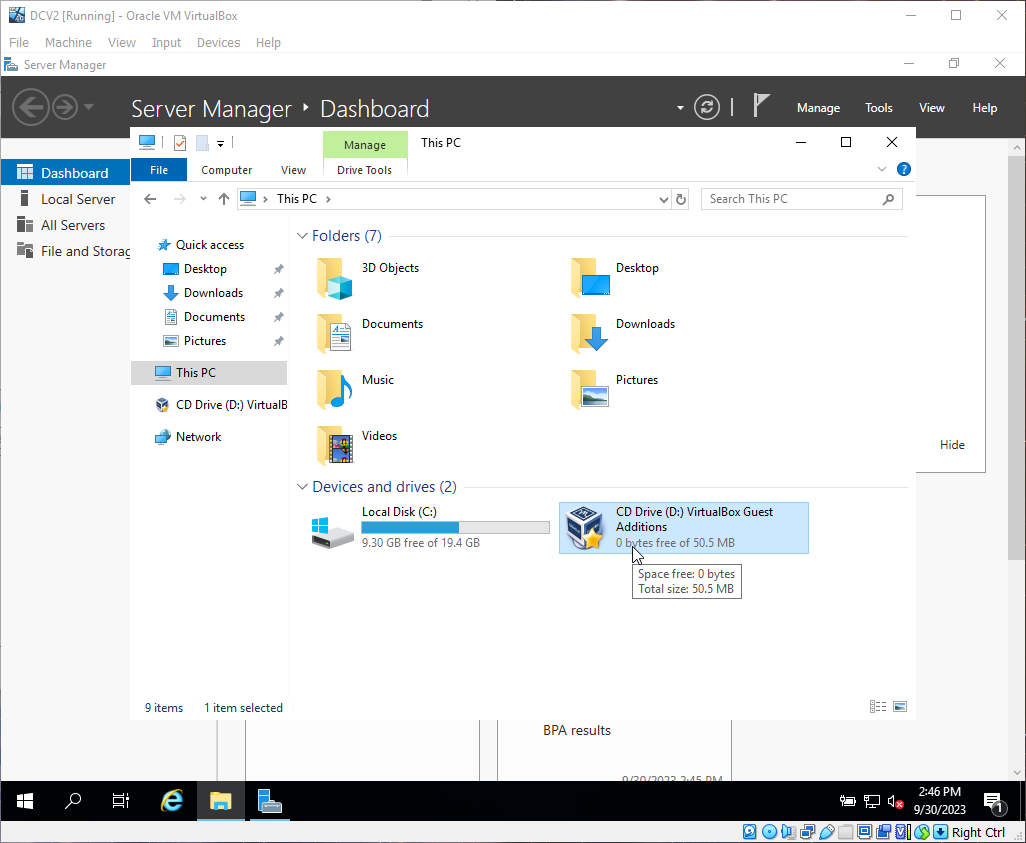 DCV2 [Running] - Oracle VM VirtualBox
File Machine View Input Devices Help
Server Manager
Server Manager Dashboard
Manage Tools View Help
Dashboard
Local Server
All Servers
File and Storag
Manage
This PC
File Computer View Drive Tools
This PC
Search This PC
Quick access
Desktop
Downloads
Documents
Pictures
This PC
CD Drive (D:) VirtualB
Network
Folders (7)
3D Objects
Desktop
Documents
Downloads
Music
Pictures
Videos
Devices and drives (2)
Local Disk (C:)
9.30 GB free of 19.4 GB
CD Drive (D:) VirtualBox Guest
Additions
0 bytes free of 50.5 MB
Space free: 0 bytes
Total size: 50.5 MB
Hide
9 items 1 item selected
BPA results
9/30/2023 2:45 PM
2:46 PM
9/30/2023
1
Right Ctrl